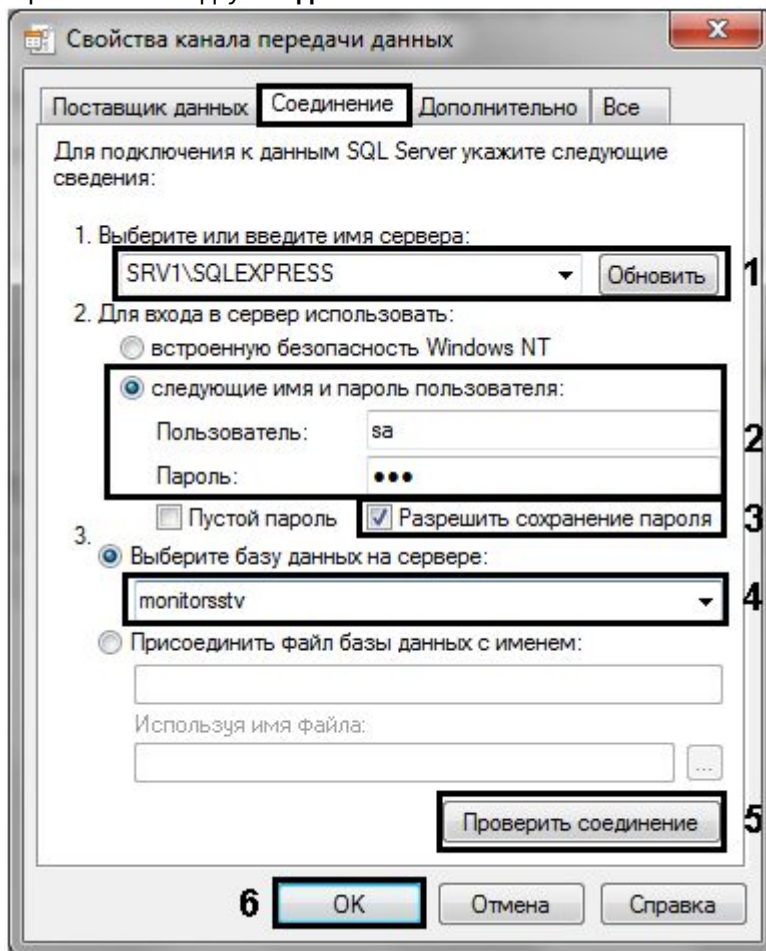 Свойства канала передачи данных
Поставщик данных Соединение Дополнительно Все
Для подключения к данным SQL Server укажите следующие
сведения:
1. Выберите или введите имя сервера:
SRV1\SQLEXPRESS Обновить 1
2. Для входа в сервер использовать:
встроенную безопасность Windows NT
следующие имя и пароль пользователя:
Пользователь: sa 2
Пароль: •••
Пустой пароль Разрешить сохранение пароля 3
3.
Выберите базу данных на сервере:
monitorsstv 4
Присоединить файл базы данных с именем:
Используя имя файла:
...
Проверить соединение 5
6 OK Отмена Справка